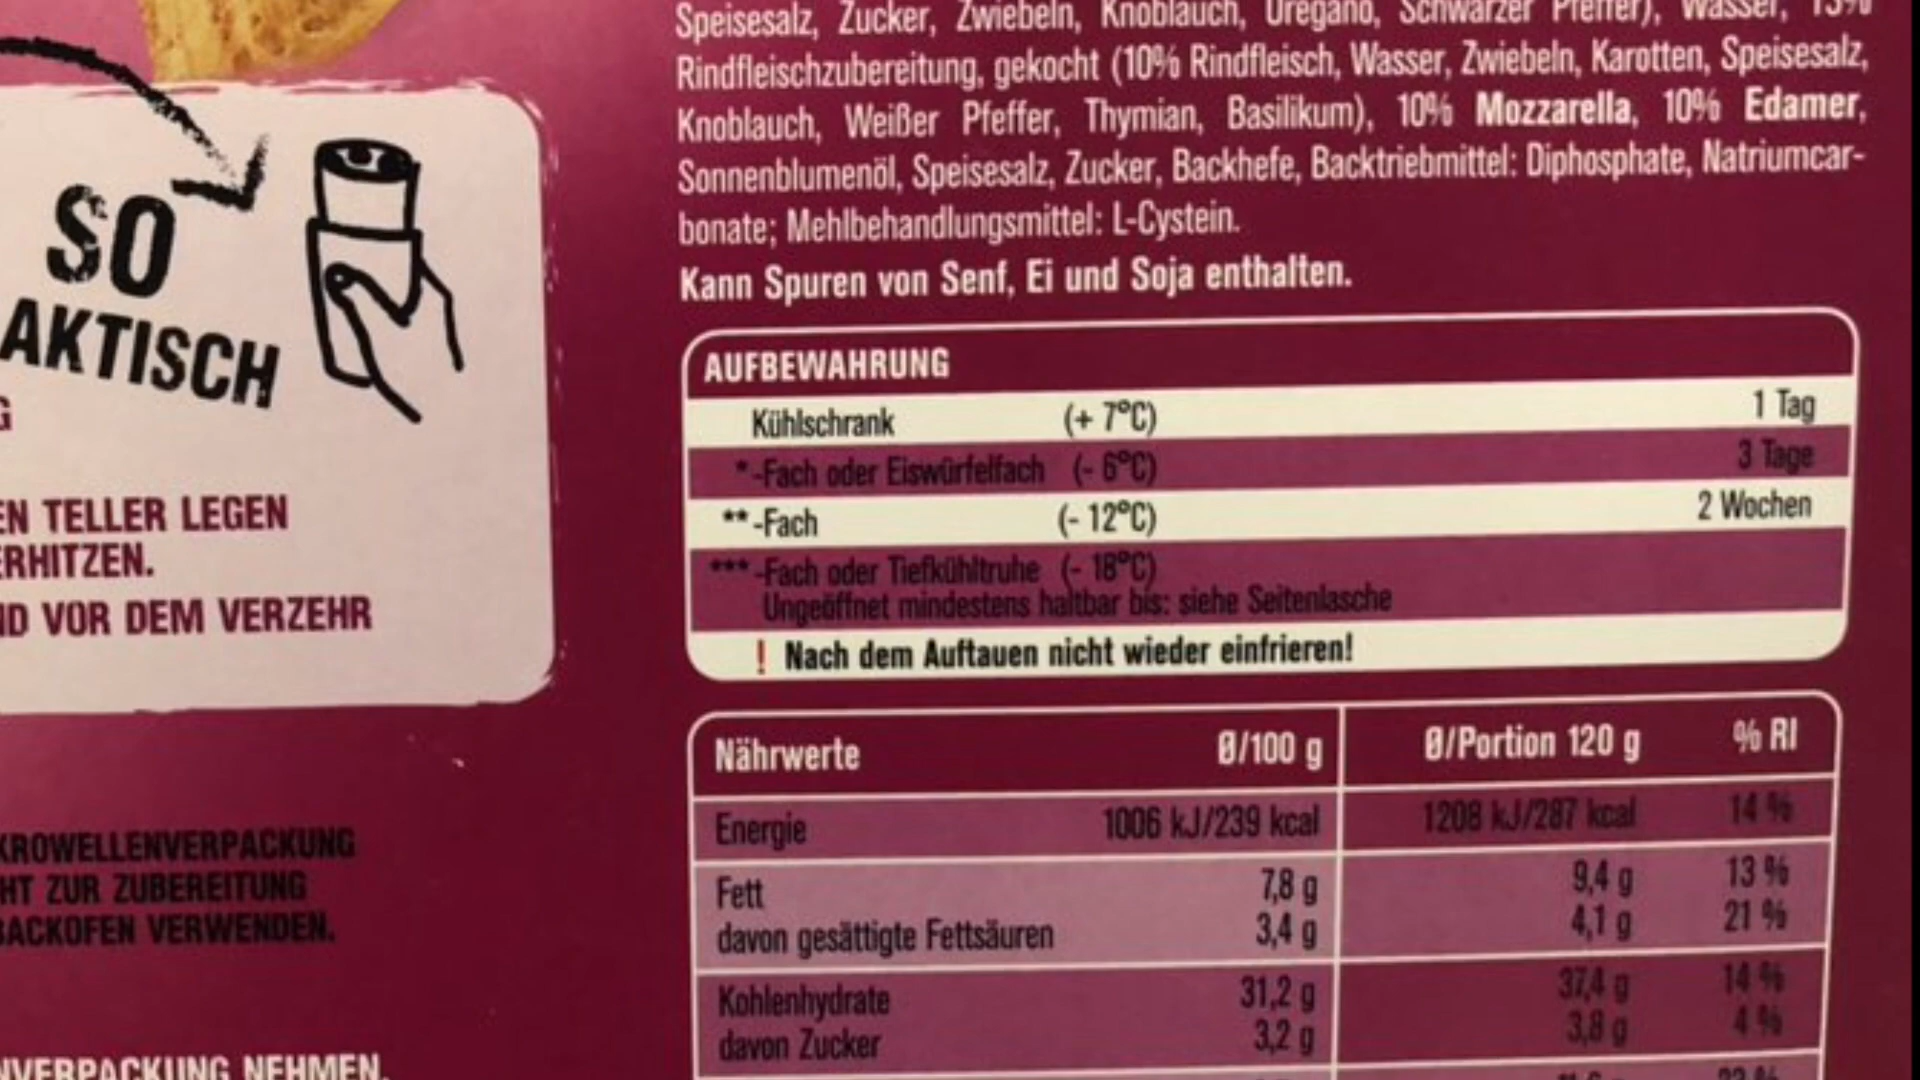 SO
AKTISCH
G
EN TELLER LEGEN
ERHITZEN.
ND VOR DEM VERZEHR
KROWELLENVERPACKUNG
HT ZUR ZUBEREITUNG
BACKOFEN VERWENDEN.
NVERPACKUNG NEHMEN.
Speisesalz, Zucker, Zwiebeln, Knoblauch, Oregano, Schwarzer Pfeffer), Wasser, 13%
Rindfleischzubereitung, gekocht (10% Rindfleisch, Wasser, Zwiebeln, Karotten, Speisesalz,
Knoblauch, Weißer Pfeffer, Thymian, Basilikum), 10% Mozzarella, 10% Edamer,
Sonnenblumenöl, Speisesalz, Zucker, Backhefe, Backtriebmittel: Diphosphate, Natriumcar-
bonate; Mehlbehandlungsmittel: L-Cystein.
Kann Spuren von Senf, Ei und Soja enthalten.
AUFBEWAHRUNG
Kühlschrank (+ 7°C) 1 Tag
*-Fach oder Eiswürfelfach (- 6°C) 3 Tage
**-Fach (- 12°C) 2 Wochen
***-Fach oder Tiefkühltruhe (- 18°C)
Ungeöffnet mindestens haltbar bis: siehe Seitenlasche
! Nach dem Auftauen nicht wieder einfrieren!
Nährwerte Ø/100 g Ø/Portion 120 g % RI
Energie 1006 kJ/239 kcal 1208 kJ/287 kcal 14 %
Fett 7,8 g 9,4 g 13 %
davon gesättigte Fettsäuren 3,4 g 4,1 g 21 %
Kohlenhydrate 31,2 g 37,4 g 14 %
davon Zucker 3,2 g 3,8 g 4 %